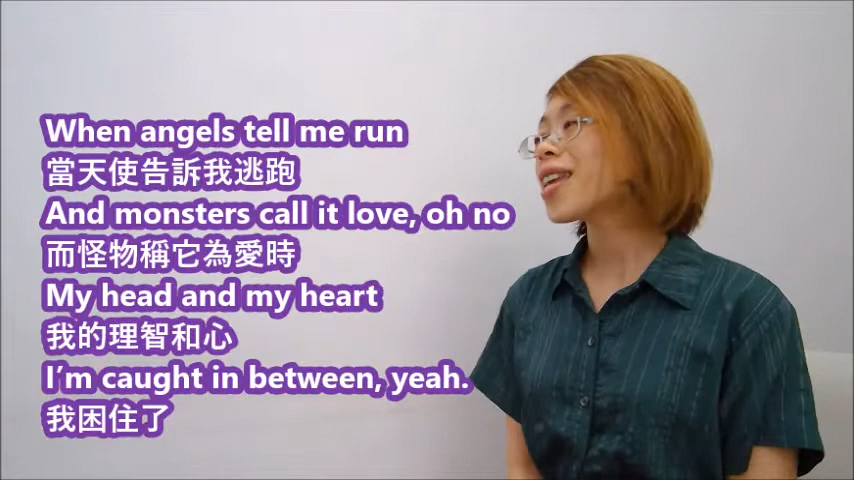 When angels tell me run
當天使告訴我逃跑
And monsters call it love, oh no
而怪物稱它為愛時
My head and my heart
我的理智和心
I'm caught in between, yeah.
我困住了